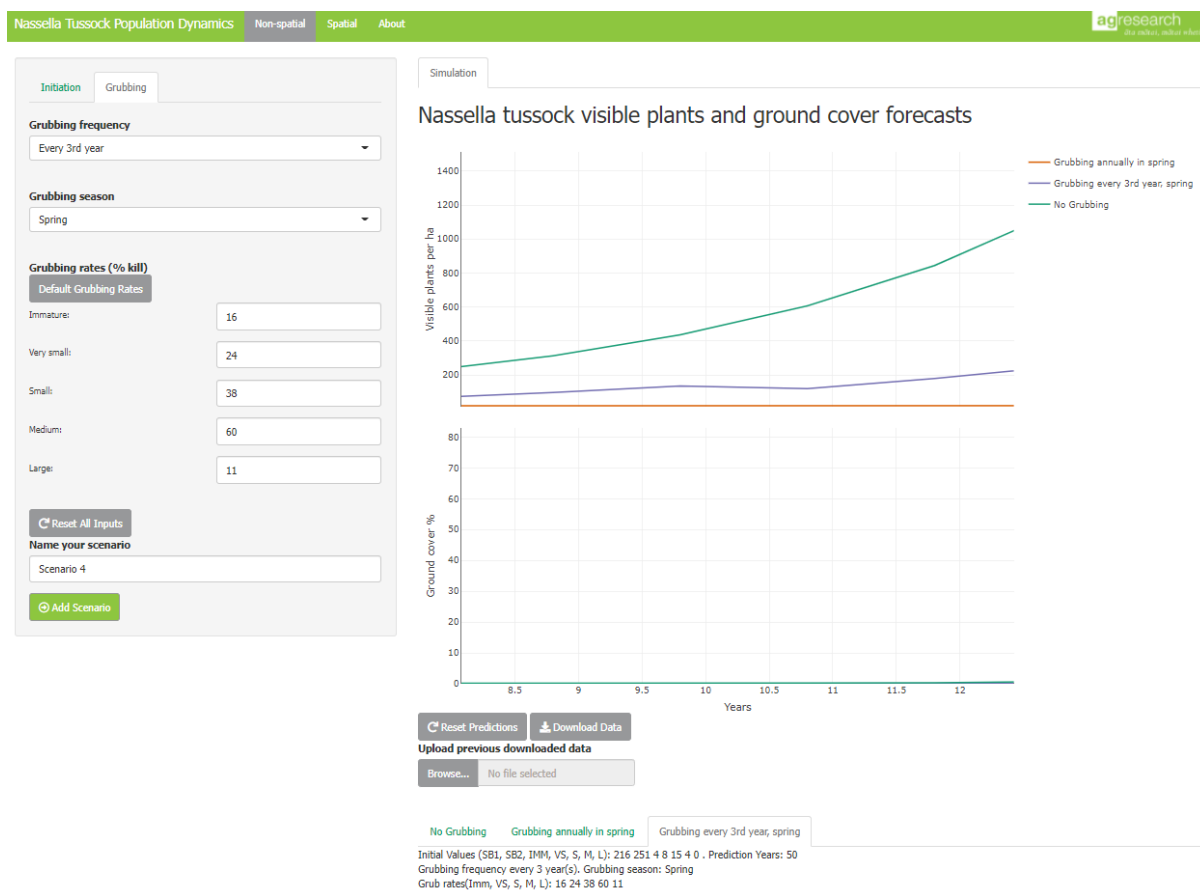 Nassella Tussock Population Dynamics Non-spatial Spatial About
agresearch
Initiation Grubbing
Grubbing frequency
Every 3rd year
Grubbing season
Spring
Grubbing rates (% kill)
Default Grubbing Rates
Immature: 16
Very small: 24
Small: 38
Medium: 60
Large: 11
Reset All Inputs
Name your scenario
Scenario 4
Add Scenario
Simulation
Nassella tussock visible plants and ground cover forecasts
Visible plants per ha
1400
1200
1000
800
600
400
200
Grubbing annually in spring
Grubbing every 3rd year, spring
No Grubbing
Ground cover %
80
70
60
50
40
30
20
10
0
8.5 9 9.5 10 10.5 11 11.5 12
Years
Reset Predictions Download Data
Upload previous downloaded data
Browse... No file selected
No Grubbing Grubbing annually in spring Grubbing every 3rd year, spring
Initial Values (SB1, SB2, IMM, VS, S, M, L): 216 251 4 8 15 4 0 . Prediction Years: 50
Grubbing frequency every 3 year(s). Grubbing season: Spring
Grub rates(Imm, VS, S, M, L): 16 24 38 60 11